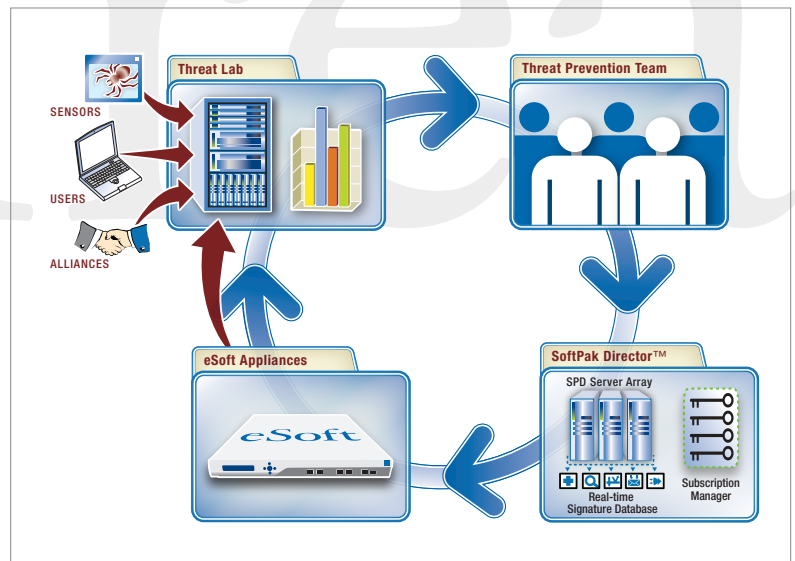 Threat Lab
Threat Prevention Team
SENSORS
USERS
ALLIANCES
eSoft Appliances
SoftPak Director™
SPD Server Array
eSoft
Real-time
Signature Database
Subscription
Manager